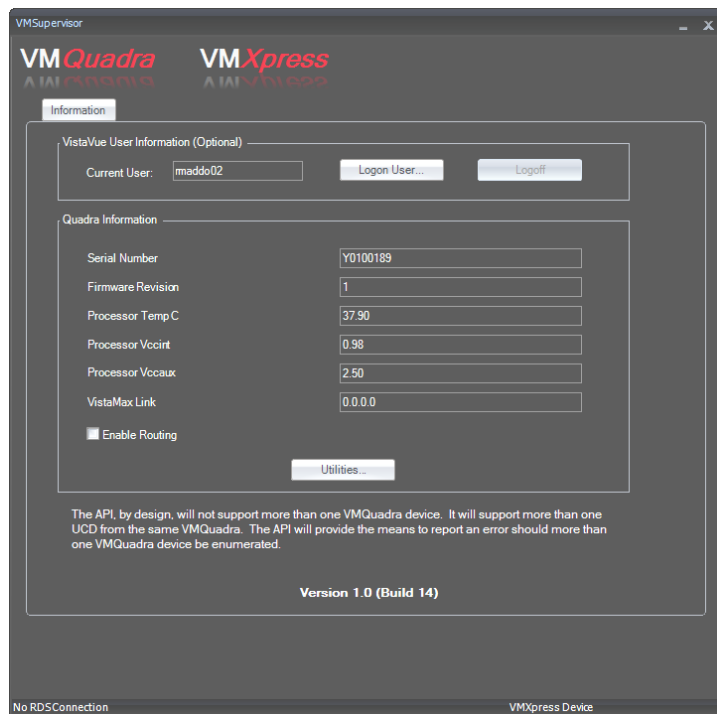 VMSupervisor
VMQuadra VMXpress
Information
VistaVue User Information (Optional)
Current User: maddo02 Logon User... Logoff
Quadra Information
Serial Number Y0100189
Firmware Revision 1
Processor Temp C 37.90
Processor Vccint 0.98
Processor Vccaux 2.50
VistaMax Link 0.0.0.0
Enable Routing
Utilities...
The API, by design, will not support more than one VMQuadra device. It will support more than one
UCD from the same VMQuadra. The API will provide the means to report an error should more than
one VMQuadra device be enumerated.
Version 1.0 (Build 14)
No RDSConnection VMXpress Device